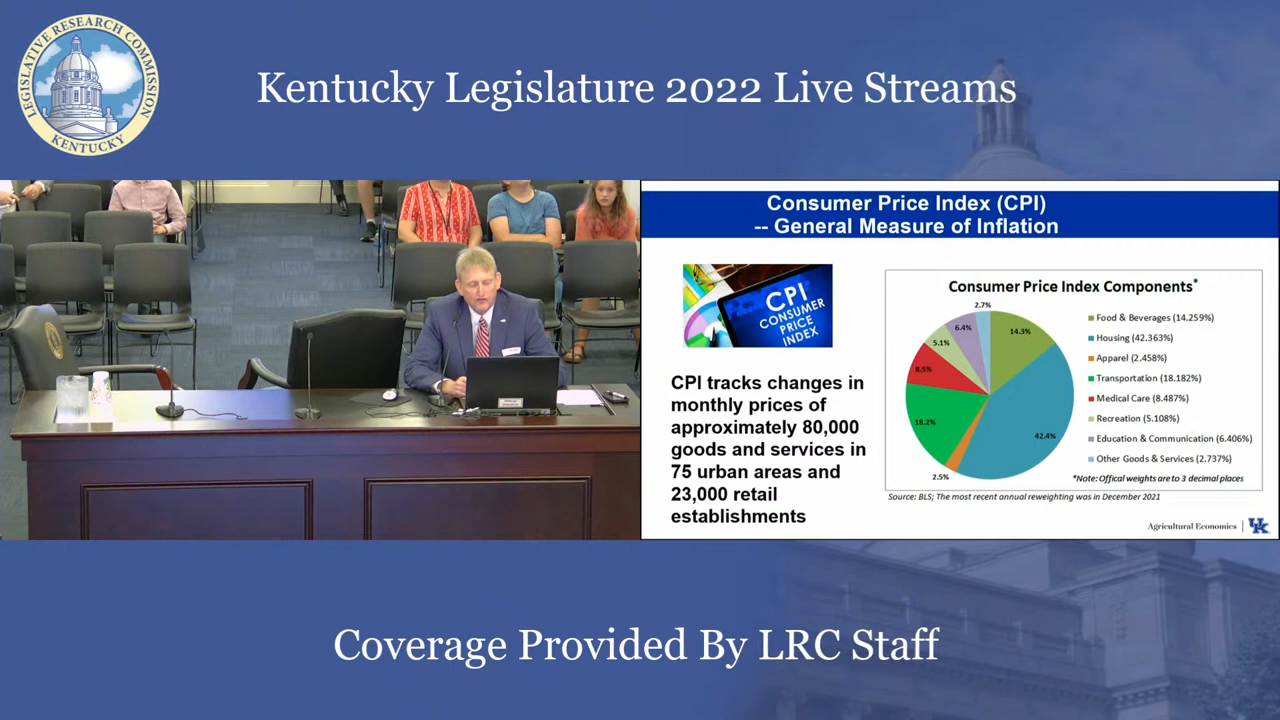 LEGISLATIVE RESEARCH COMMISSION
KENTUCKY
Kentucky Legislature 2022 Live Streams
Consumer Price Index (CPI)
-- General Measure of Inflation
CPI
CONSUMER
PRICE
INDEX
CPI tracks changes in
monthly prices of
approximately 80,000
goods and services in
75 urban areas and
23,000 retail
establishments
Consumer Price Index Components*
2.7%
6.4%
14.3%
5.1%
8.5%
18.2%
42.4%
2.5%
Food & Beverages (14.259%)
Housing (42.363%)
Apparel (2.458%)
Transportation (18.182%)
Medical Care (8.487%)
Recreation (5.108%)
Education & Communication (6.406%)
Other Goods & Services (2.737%)
*Note: Offical weights are to 3 decimal places
Source: BLS; The most recent annual reweighting was in December 2021
Agricultural Economics | UK
Coverage Provided By LRC Staff